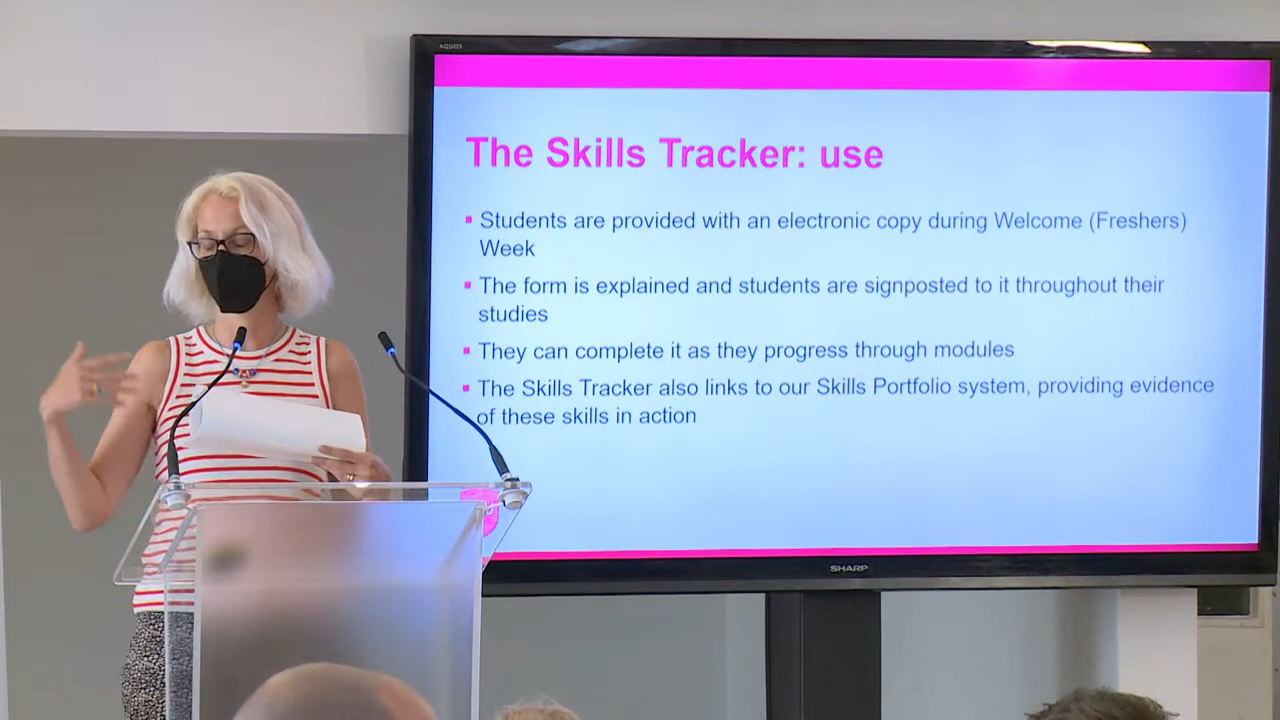 AQUOS
The Skills Tracker: use
▪ Students are provided with an electronic copy during Welcome (Freshers)
Week
▪ The form is explained and students are signposted to it throughout their
studies
▪ They can complete it as they progress through modules
▪ The Skills Tracker also links to our Skills Portfolio system, providing evidence
of these skills in action
SHARP